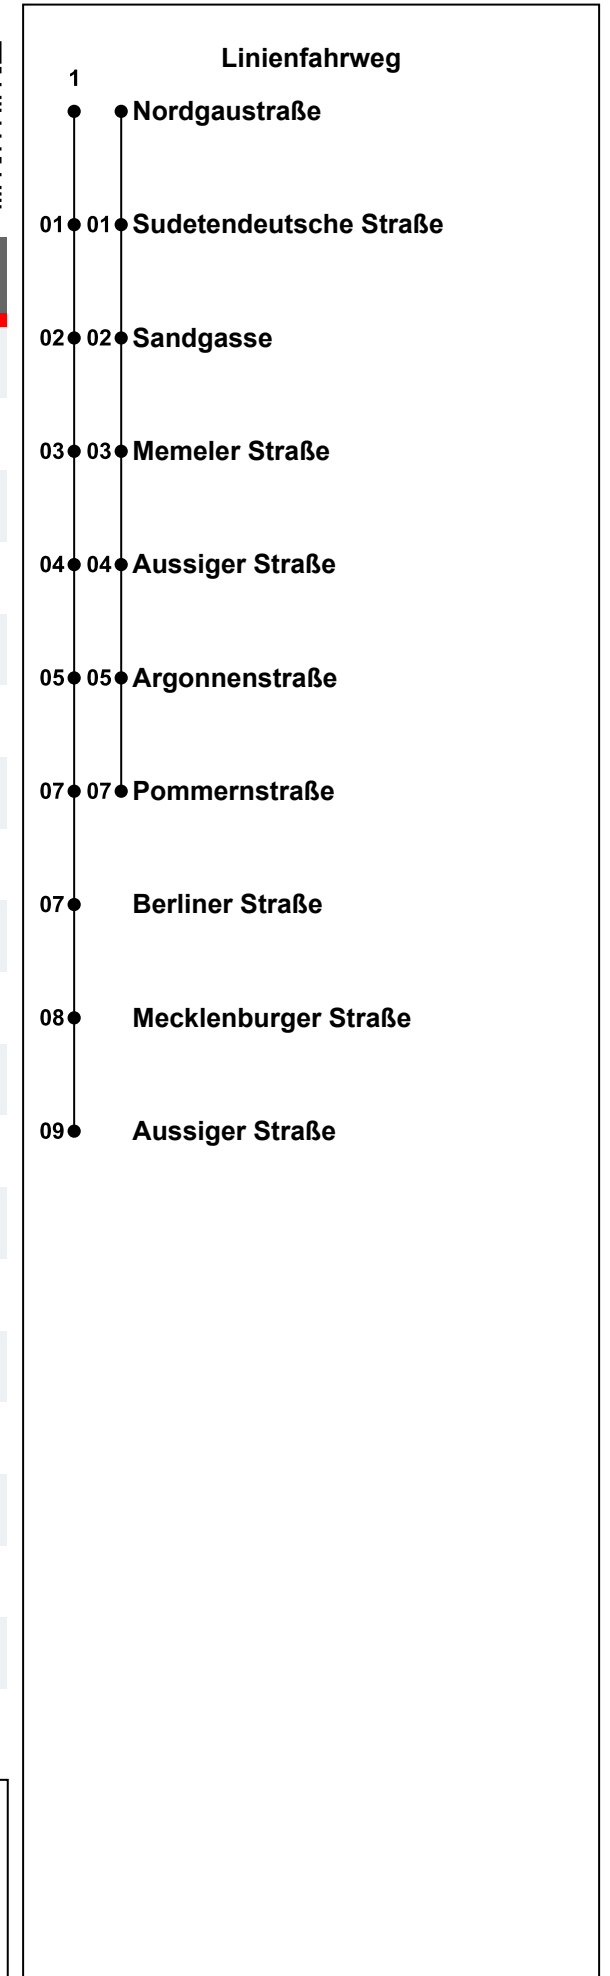 Linienfahrweg
1
Nordgaustraße
01 01 Sudetendeutsche Straße
02 02 Sandgasse
03 03 Memeler Straße
04 04 Aussiger Straße
05 05 Argonnenstraße
07 07 Pommernstraße
07 Berliner Straße
08 Mecklenburger Straße
09 Aussiger Straße